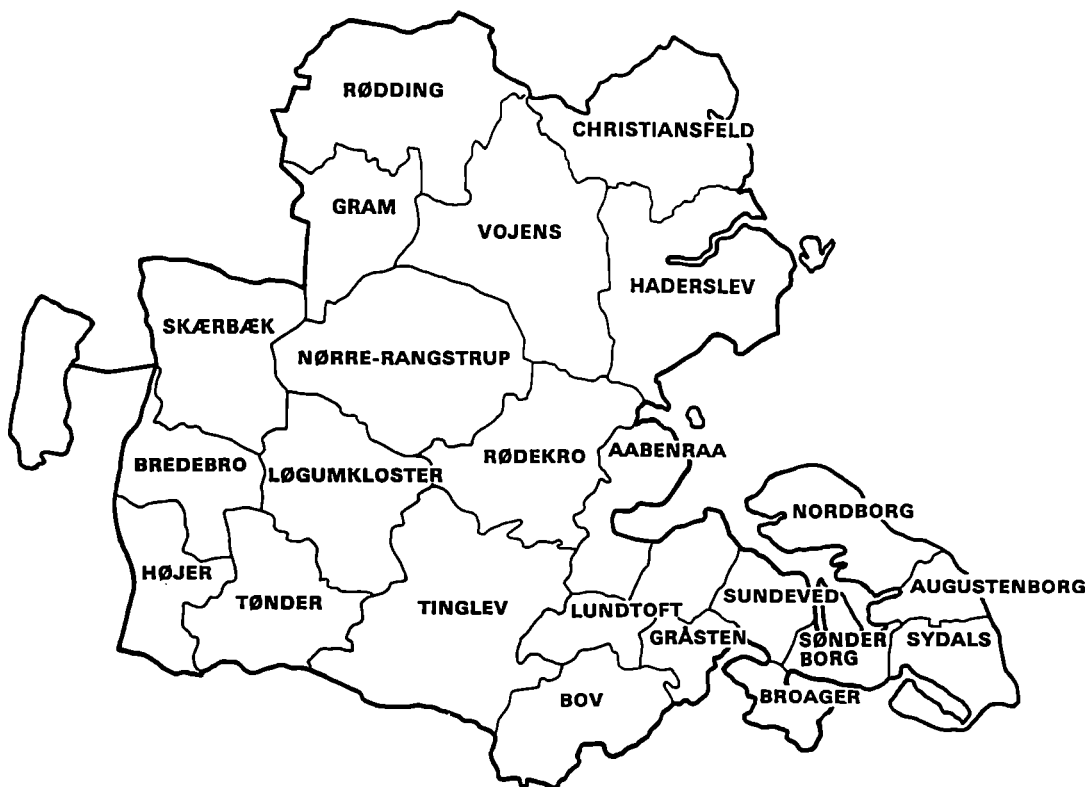 RØDDING
CHRISTIANSFELD
GRAM
VOJENS
HADERSLEV
SKÆRBÆK
NØRRE-RANGSTRUP
BREDEBRO
LØGUMKLOSTER
RØDEKRO
AABENRAA
NORDBORG
HØJER
TØNDER
TINGLEV
LUNDTOFT
SUNDEVED
AUGUSTENBORG
GRÅSTEN
SØNDER
BORG
SYDALS
BOV
BROAGER